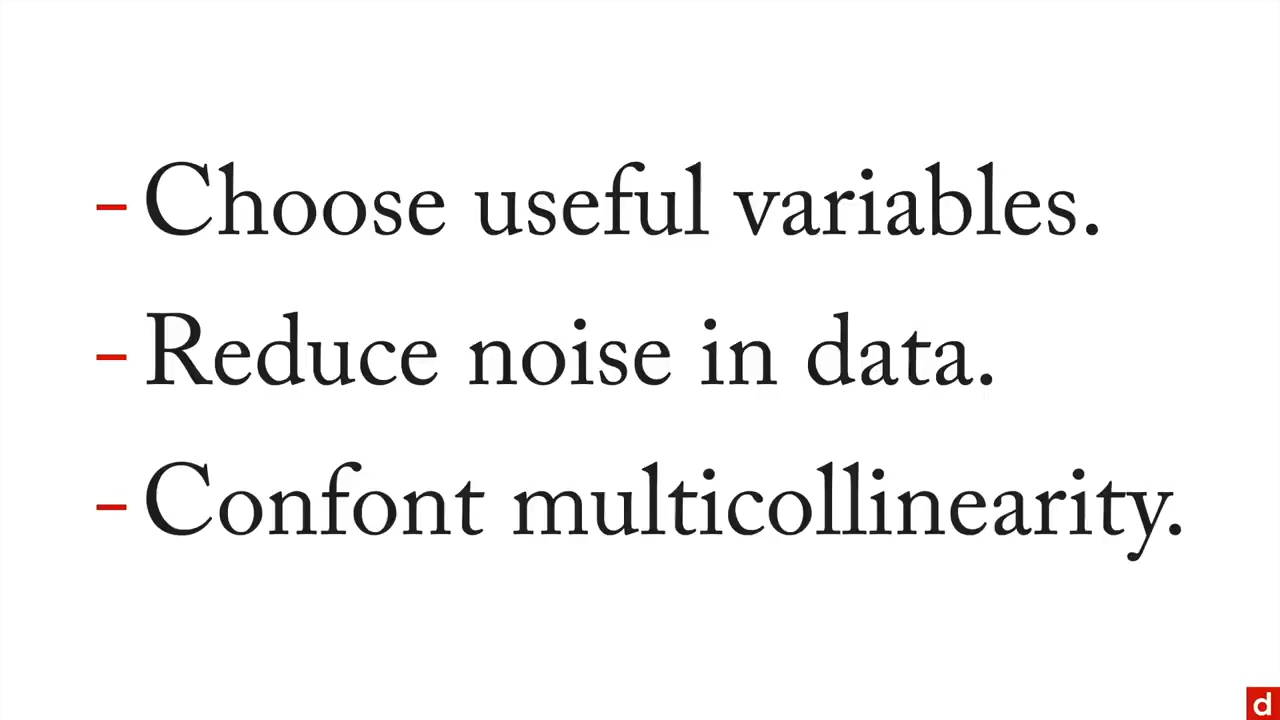 - Choose useful variables.
- Reduce noise in data.
- Confont multicollinearity.
d